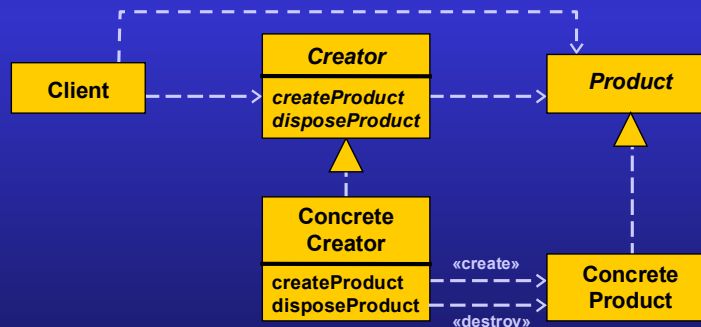 Client
Creator
createProduct
disposeProduct
Product
Concrete
Creator
createProduct
disposeProduct
«create»
«destroy»
Concrete
Product